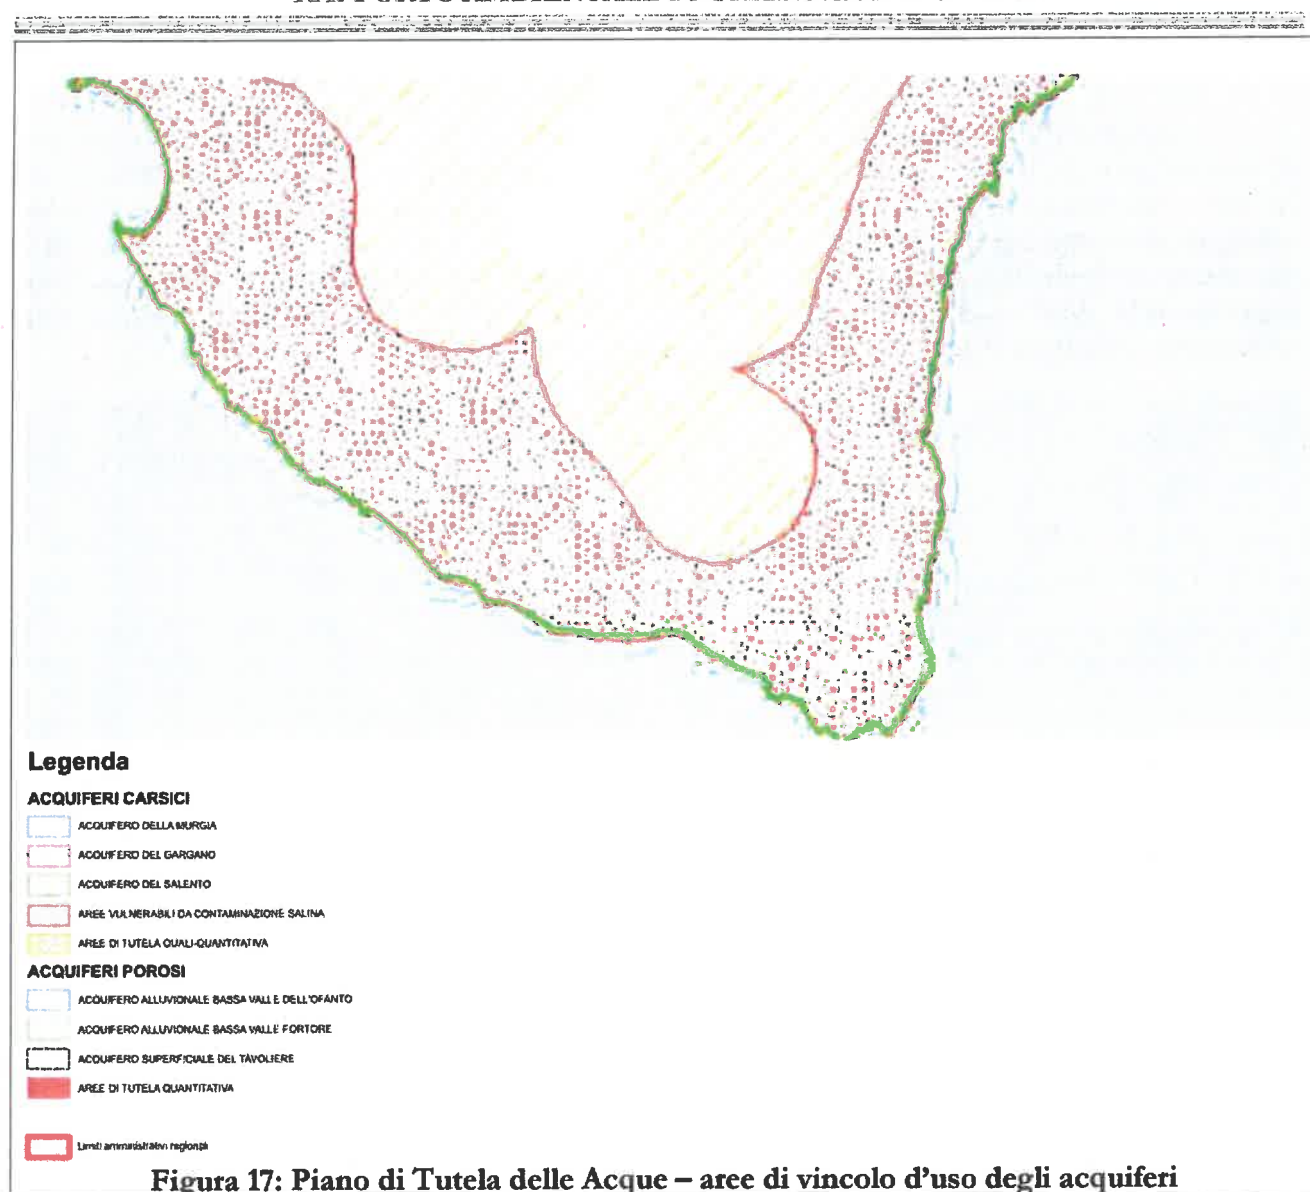 Legenda
ACQUIFERI CARSICI
ACQUIFERO DELLA MURGIA
ACQUIFERO DEL GARGANO
ACQUIFERO DEL SALENTO
AREE VULNERABILI DA CONTAMINAZIONE SALINA
AREE DI TUTELA QUALI-QUANTITATIVA
ACQUIFERI POROSI
ACQUIFERO ALLUVIONALE BASSA VALLE DELL'OFANTO
ACQUIFERO ALLUVIONALE BASSA VALLE FORTORE
ACQUIFERO SUPERFICIALE DEL TAVOLIERE
AREE DI TUTELA QUANTITATIVA
Limiti amministrativi regionali
Figura 17: Piano di Tutela delle Acque – aree di vincolo d'uso degli acquiferi